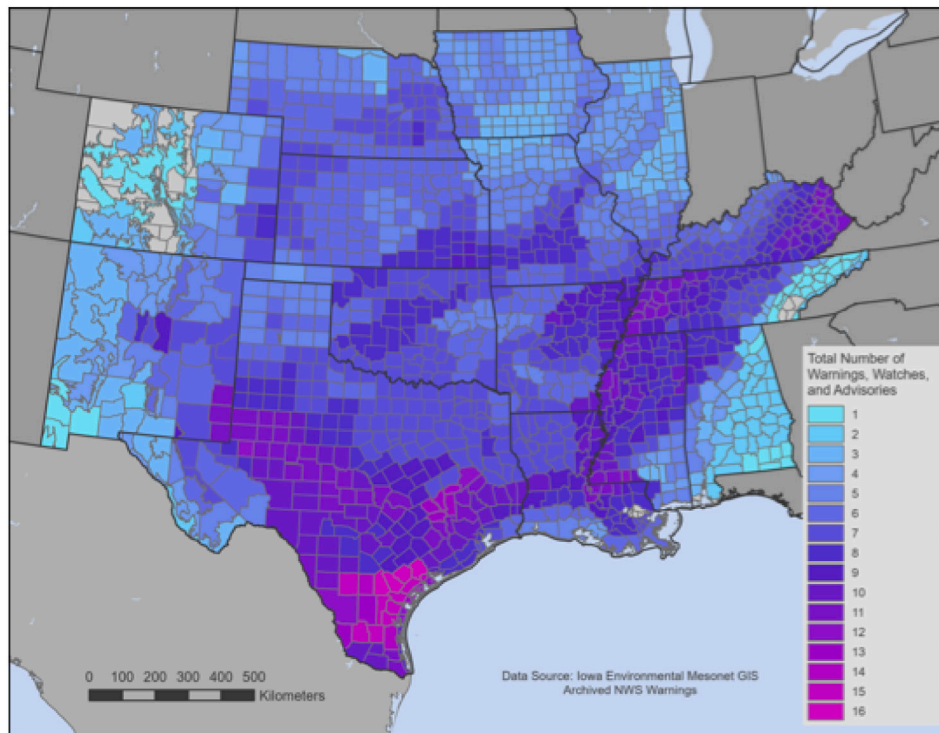 Total Number of
Warnings, Watches,
and Advisories
1
2
3
4
5
6
7
8
9
10
11
12
13
14
15
16
0 100 200 300 400 500
Kilometers
Data Source: Iowa Environmental Mesonet GIS
Archived NWS Warnings